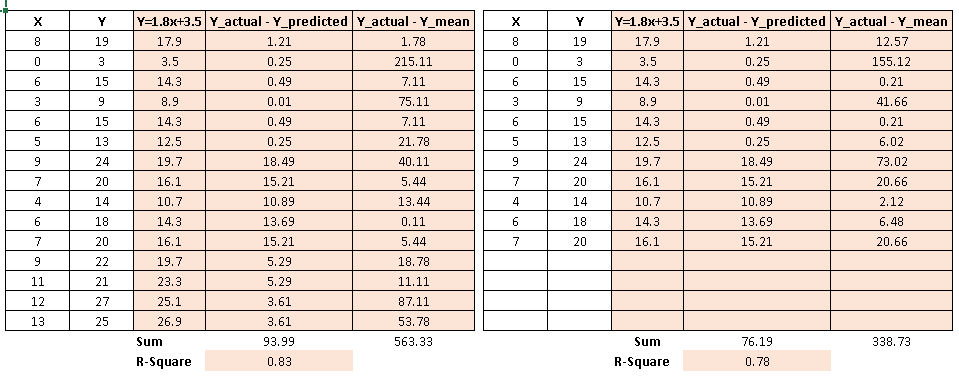 X Y Y=1.8x+3.5 Y_actual - Y_predicted Y_actual - Y_mean X Y Y=1.8x+3.5 Y_actual - Y_predicted Y_actual - Y_mean
8 19 17.9 1.21 1.78 8 19 17.9 1.21 12.57
0 3 3.5 0.25 215.11 0 3 3.5 0.25 155.12
6 15 14.3 0.49 7.11 6 15 14.3 0.49 0.21
3 9 8.9 0.01 75.11 3 9 8.9 0.01 41.66
6 15 14.3 0.49 7.11 6 15 14.3 0.49 0.21
5 13 12.5 0.25 21.78 5 13 12.5 0.25 6.02
9 24 19.7 18.49 40.11 9 24 19.7 18.49 73.02
7 20 16.1 15.21 5.44 7 20 16.1 15.21 20.66
4 14 10.7 10.89 13.44 4 14 10.7 10.89 2.12
6 18 14.3 13.69 0.11 6 18 14.3 13.69 6.48
7 20 16.1 15.21 5.44 7 20 16.1 15.21 20.66
9 22 19.7 5.29 18.78
11 21 23.3 5.29 11.11
12 27 25.1 3.61 87.11
13 25 26.9 3.61 53.78
Sum 93.99 563.33 Sum 76.19 338.73
R-Square 0.83 R-Square 0.78